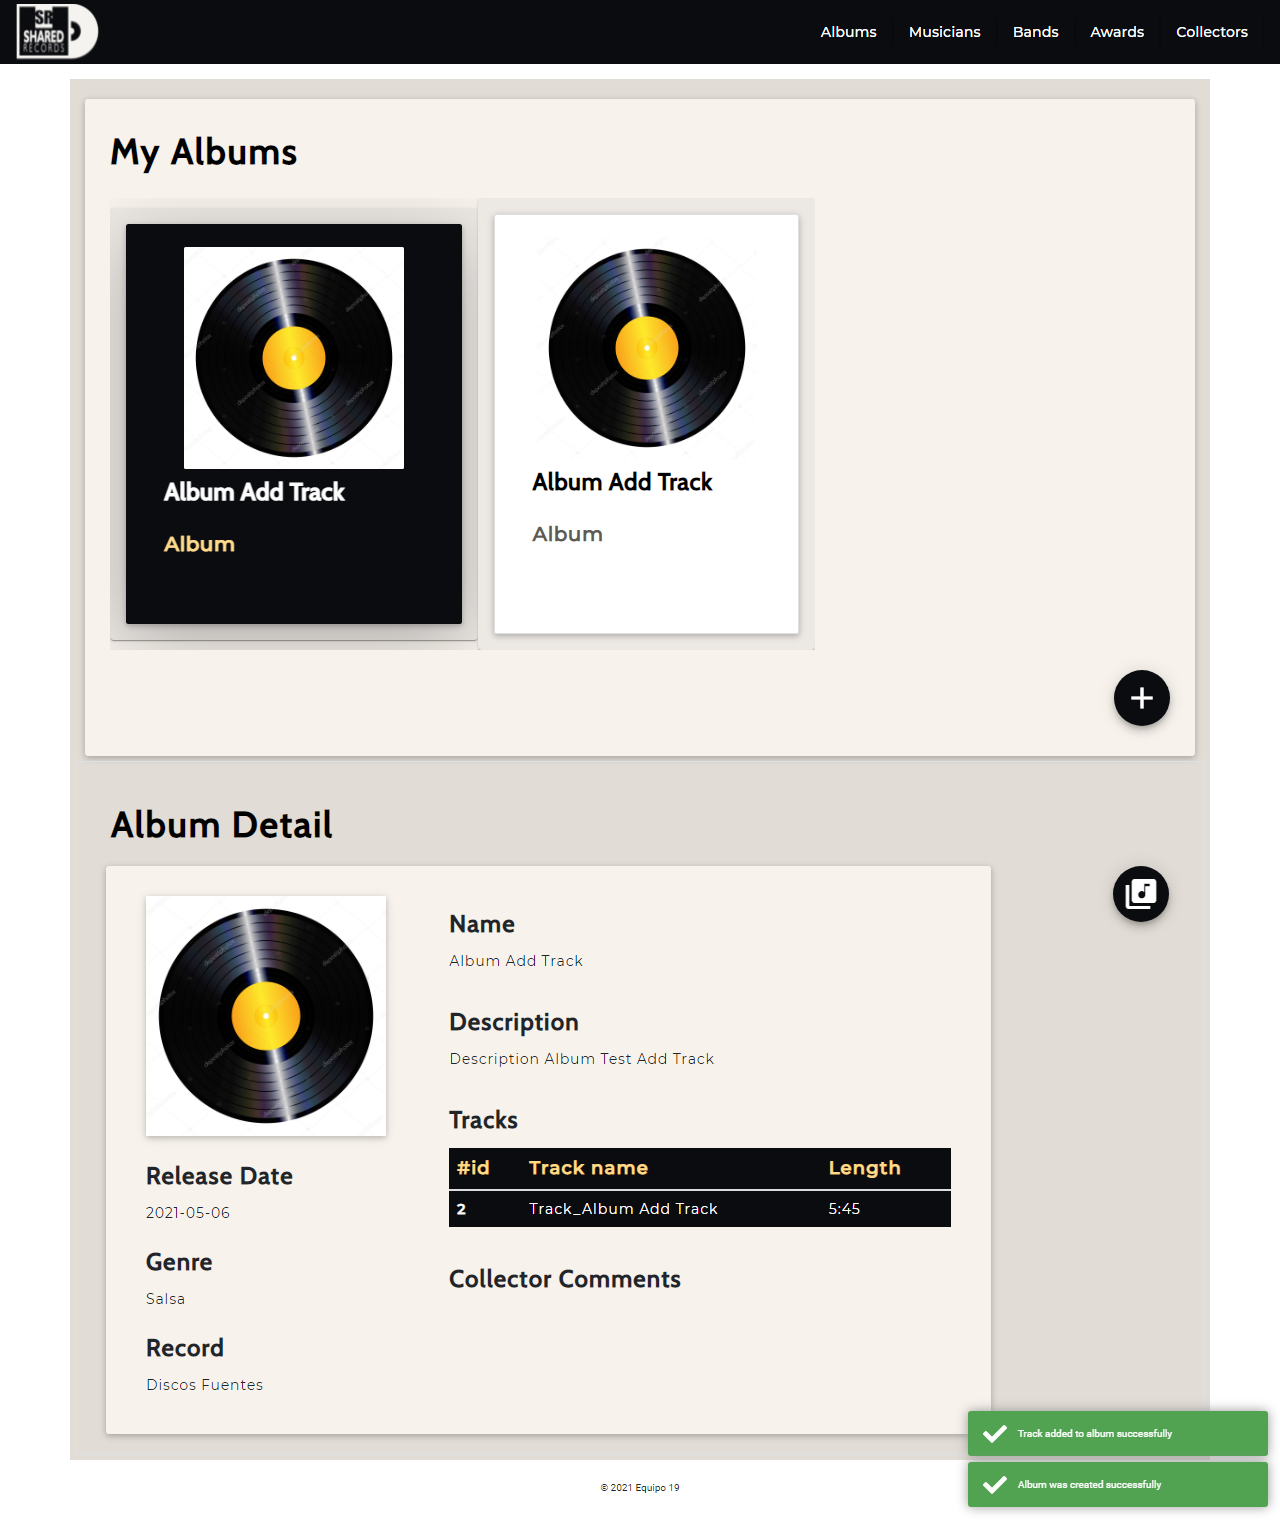 SR
SHARED
RECORDS
Albums
Musicians
Bands
Awards
Collectors
My Albums
Album Add Track
Album
Album Add Track
Album
Album Detail
Name
Album Add Track
Description
Description Album Test Add Track
Tracks
#id Track name Length
2 Track_Album Add Track 5:45
Collector Comments
Release Date
2021-05-06
Genre
Salsa
Record
Discos Fuentes
Track added to album successfully
Album was created successfully
© 2021 Equipo 19